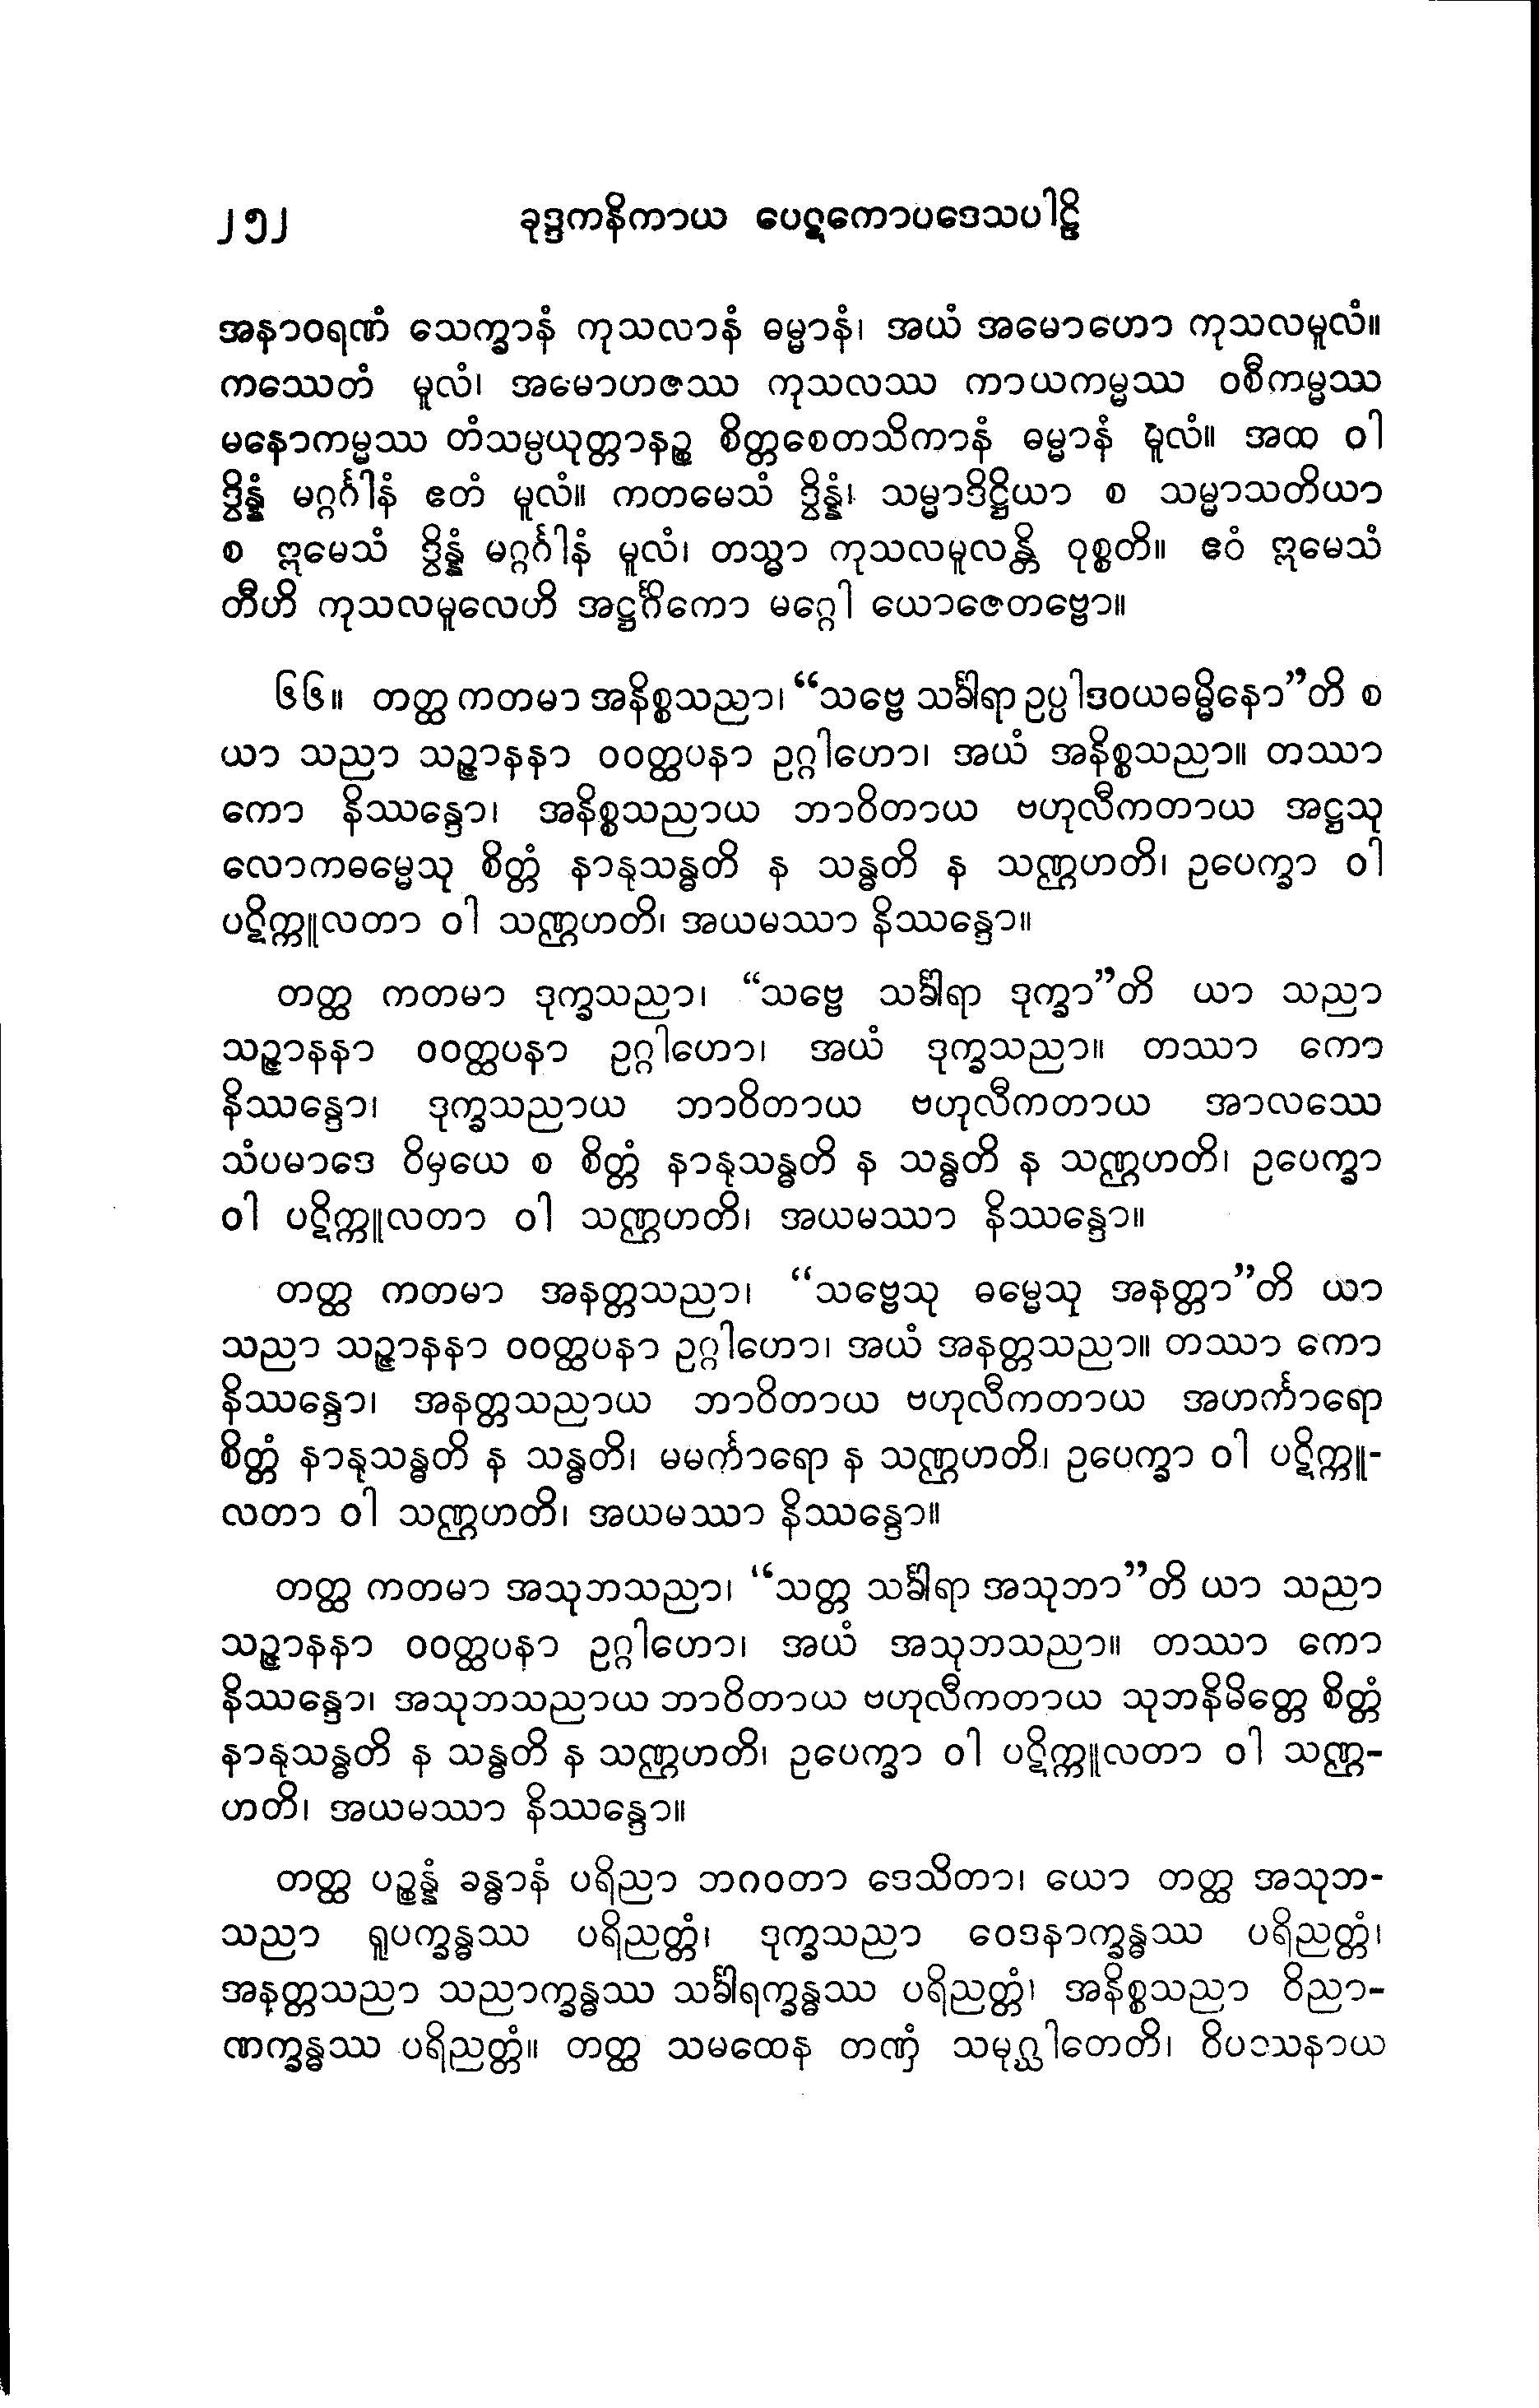 ၂၅၂ ခုဒ္ဒကနိကာယ ပေဋကောပဒေသပါဠိ
အနာဝရဏံ သေက္ခာနံ ကုသလာနံ ဓမ္မာနံ၊ အယံ အမောဟော ကုသလမူလံ။
ကဿေတံ မူလံ၊ အမောဟဇဿ ကုသလဿ ကာယကမ္မဿ ဝစီကမ္မဿ
မနောကမ္မဿ တံသမ္ပယုတ္တာနဉ္စ စိတ္တစေတသိကာနံ ဓမ္မာနံ မူလံ။ အထ ဝါ
ဒွိန္နံ မဂ္ဂင်္ဂါနံ ဧတံ မူလံ။ ကတမေသံ ဒွိန္နံ၊ သမ္မာဒိဋ္ဌိယာ စ သမ္မာသတိယာ
စ ဣမေသံ ဒွိန္နံ မဂ္ဂင်္ဂါနံ မူလံ၊ တသ္မာ ကုသလမူလန္တိ ဝုစ္စတိ။ ဧဝံ ဣမေသံ
တီဟိ ကုသလမူလေဟိ အဋ္ဌင်္ဂိကော မဂ္ဂေါ ယောဇေတဗ္ဗော။
၆၆။ တတ္ထ ကတမာ အနိစ္စသညာ၊ “သဗ္ဗေ သင်္ခါရာ ဥပ္ပါဒဝယဓမ္မိနော”တိ စ
ယာ သညာ သဉ္ဇာနနာ ဝဝတ္ထပနာ ဥဂ္ဂါဟော၊ အယံ အနိစ္စသညာ။ တဿာ
ကော နိဿန္ဒော၊ အနိစ္စသညာယ ဘာဝိတာယ ဗဟုလီကတာယ အဋ္ဌသု
လောကဓမ္မေသု စိတ္တံ နာနုသန္ဓတိ န သန္ဓတိ န သဏ္ဌဟတိ၊ ဥပေက္ခာ ဝါ
ပဋိက္ကူလတာ ဝါ သဏ္ဌဟတိ၊ အယမဿာ နိဿန္ဒော။
တတ္ထ ကတမာ ဒုက္ခသညာ၊ “သဗ္ဗေ သင်္ခါရာ ဒုက္ခာ”တိ ယာ သညာ
သဉ္ဇာနနာ ဝဝတ္ထပနာ ဥဂ္ဂါဟော၊ အယံ ဒုက္ခသညာ။ တဿာ ကော
နိဿန္ဒော၊ ဒုက္ခသညာယ ဘာဝိတာယ ဗဟုလီကတာယ အာလဿေ
သံပမာဒေ ဝိမှယေ စ စိတ္တံ နာနုသန္ဓတိ န သန္ဓတိ န သဏ္ဌဟတိ၊ ဥပေက္ခာ
ဝါ ပဋိက္ကူလတာ ဝါ သဏ္ဌဟတိ၊ အယမဿာ နိဿန္ဒော။
တတ္ထ ကတမာ အနတ္တသညာ၊ “သဗ္ဗေသု ဓမ္မေသု အနတ္တာ”တိ ယာ
သညာ သဉ္ဇာနနာ ဝဝတ္ထပနာ ဥဂ္ဂါဟော၊ အယံ အနတ္တသညာ။ တဿာ ကော
နိဿန္ဒော၊ အနတ္တသညာယ ဘာဝိတာယ ဗဟုလီကတာယ အဟင်္ကာရော
စိတ္တံ နာနုသန္ဓတိ န သန္ဓတိ၊ မမင်္ကာရော န သဏ္ဌဟတိ၊ ဥပေက္ခာ ဝါ ပဋိက္ကူ-
လတာ ဝါ သဏ္ဌဟတိ၊ အယမဿာ နိဿန္ဒော။
တတ္ထ ကတမာ အသုဘသညာ၊ “သတ္တ သင်္ခါရာ အသုဘာ”တိ ယာ သညာ
သဉ္ဇာနနာ ဝဝတ္ထပနာ ဥဂ္ဂါဟော၊ အယံ အသုဘသညာ။ တဿာ ကော
နိဿန္ဒော၊ အသုဘသညာယ ဘာဝိတာယ ဗဟုလီကတာယ သုဘနိမိတ္တေ စိတ္တံ
နာနုသန္ဓတိ န သန္ဓတိ န သဏ္ဌဟတိ၊ ဥပေက္ခာ ဝါ ပဋိက္ကူလတာ ဝါ သဏ္ဌ-
ဟတိ၊ အယမဿာ နိဿန္ဒော။
တတ္ထ ပဉ္စန္နံ ခန္ဓာနံ ပရိညာ ဘဂဝတာ ဒေသိတာ၊ ယော တတ္ထ အသုဘ-
သညာ ရူပက္ခန္ဓဿ ပရိညတ္တံ၊ ဒုက္ခသညာ ဝေဒနာက္ခန္ဓဿ ပရိညတ္တံ၊
အနတ္တသညာ သညာက္ခန္ဓဿ သင်္ခါရက္ခန္ဓဿ ပရိညတ္တံ၊ အနိစ္စသညာ ဝိညာ-
ဏက္ခန္ဓဿ ပရိညတ္တံ။ တတ္ထ သမထေန တဏှံ သမုဂ္ဃါတေတိ၊ ဝိပဿနာယ